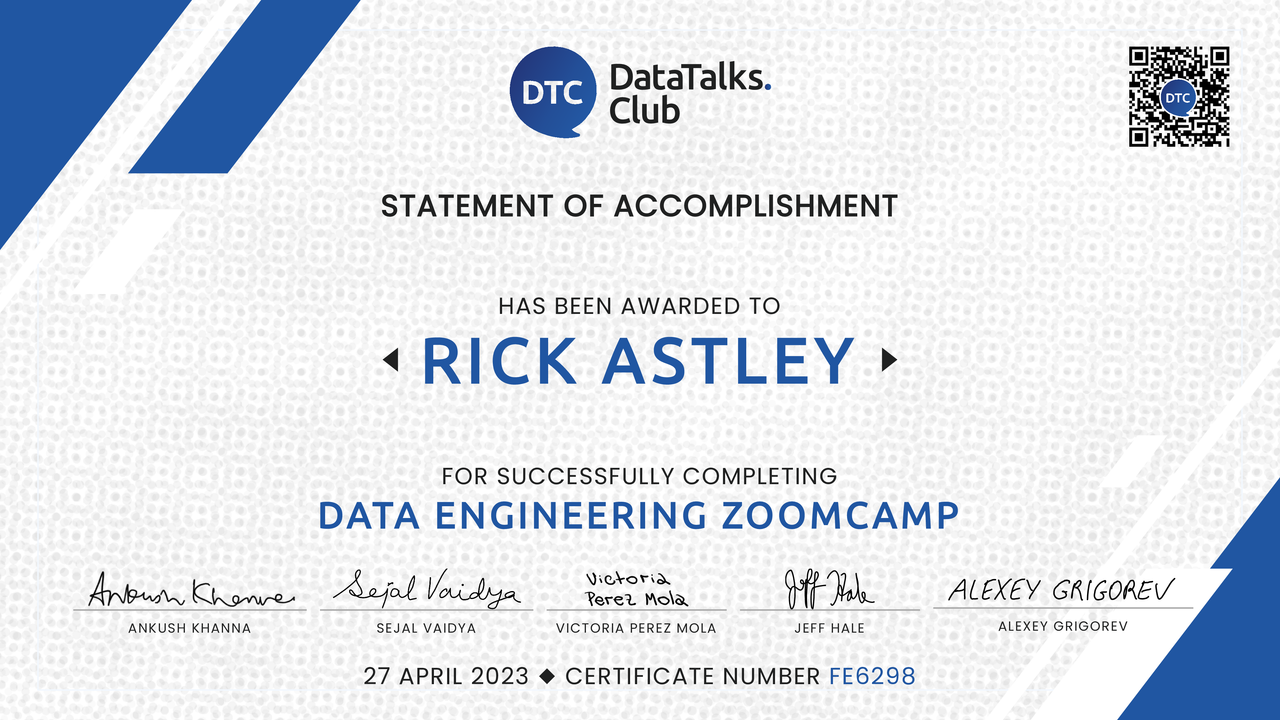 DTC DataTalks.
Club
DTC
STATEMENT OF ACCOMPLISHMENT
HAS BEEN AWARDED TO
RICK ASTLEY
FOR SUCCESSFULLY COMPLETING
DATA ENGINEERING ZOOMCAMP
Ankush Khanna
Sejal Vaidya
Victoria
Perez Mola
Jeff Hale
ALEXEY GRIGOREV
ANKUSH KHANNA
SEJAL VAIDYA
VICTORIA PEREZ MOLA
JEFF HALE
ALEXEY GRIGOREV
27 APRIL 2023 ◆ CERTIFICATE NUMBER FE6298